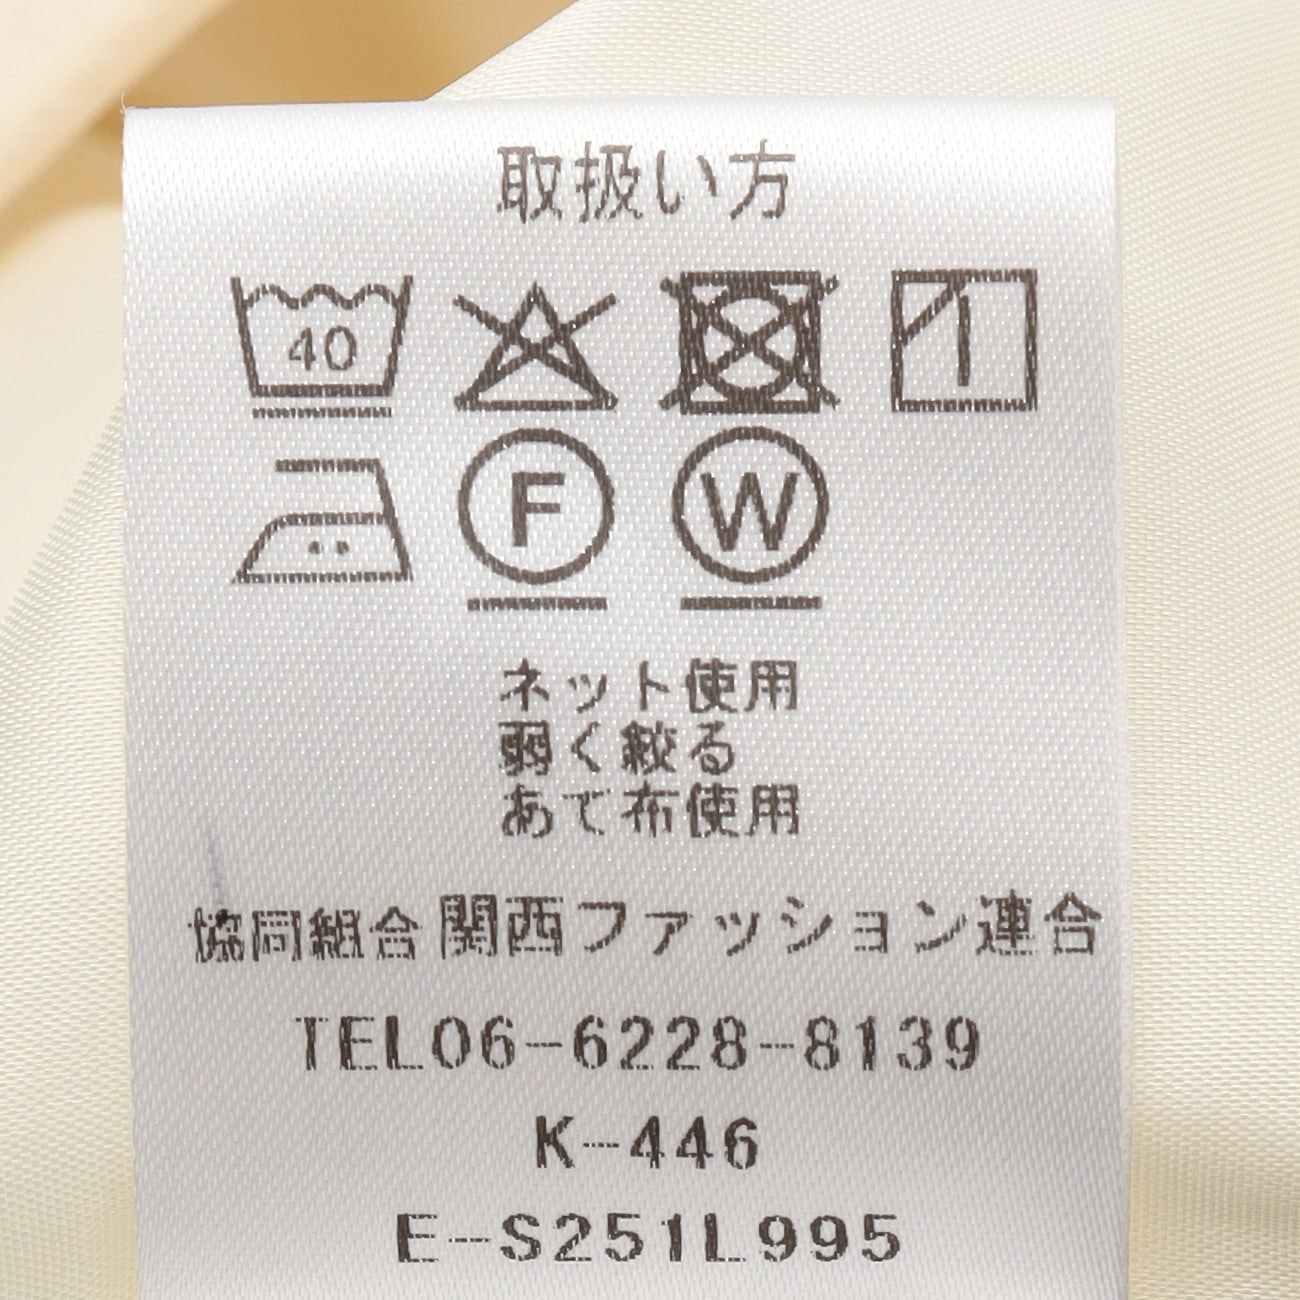 取扱い方
40
F W
ネット使用
弱く絞る
あて布使用
協同組合関西ファッション連合
TEL06-6228-8139
K-446
E-S251L995